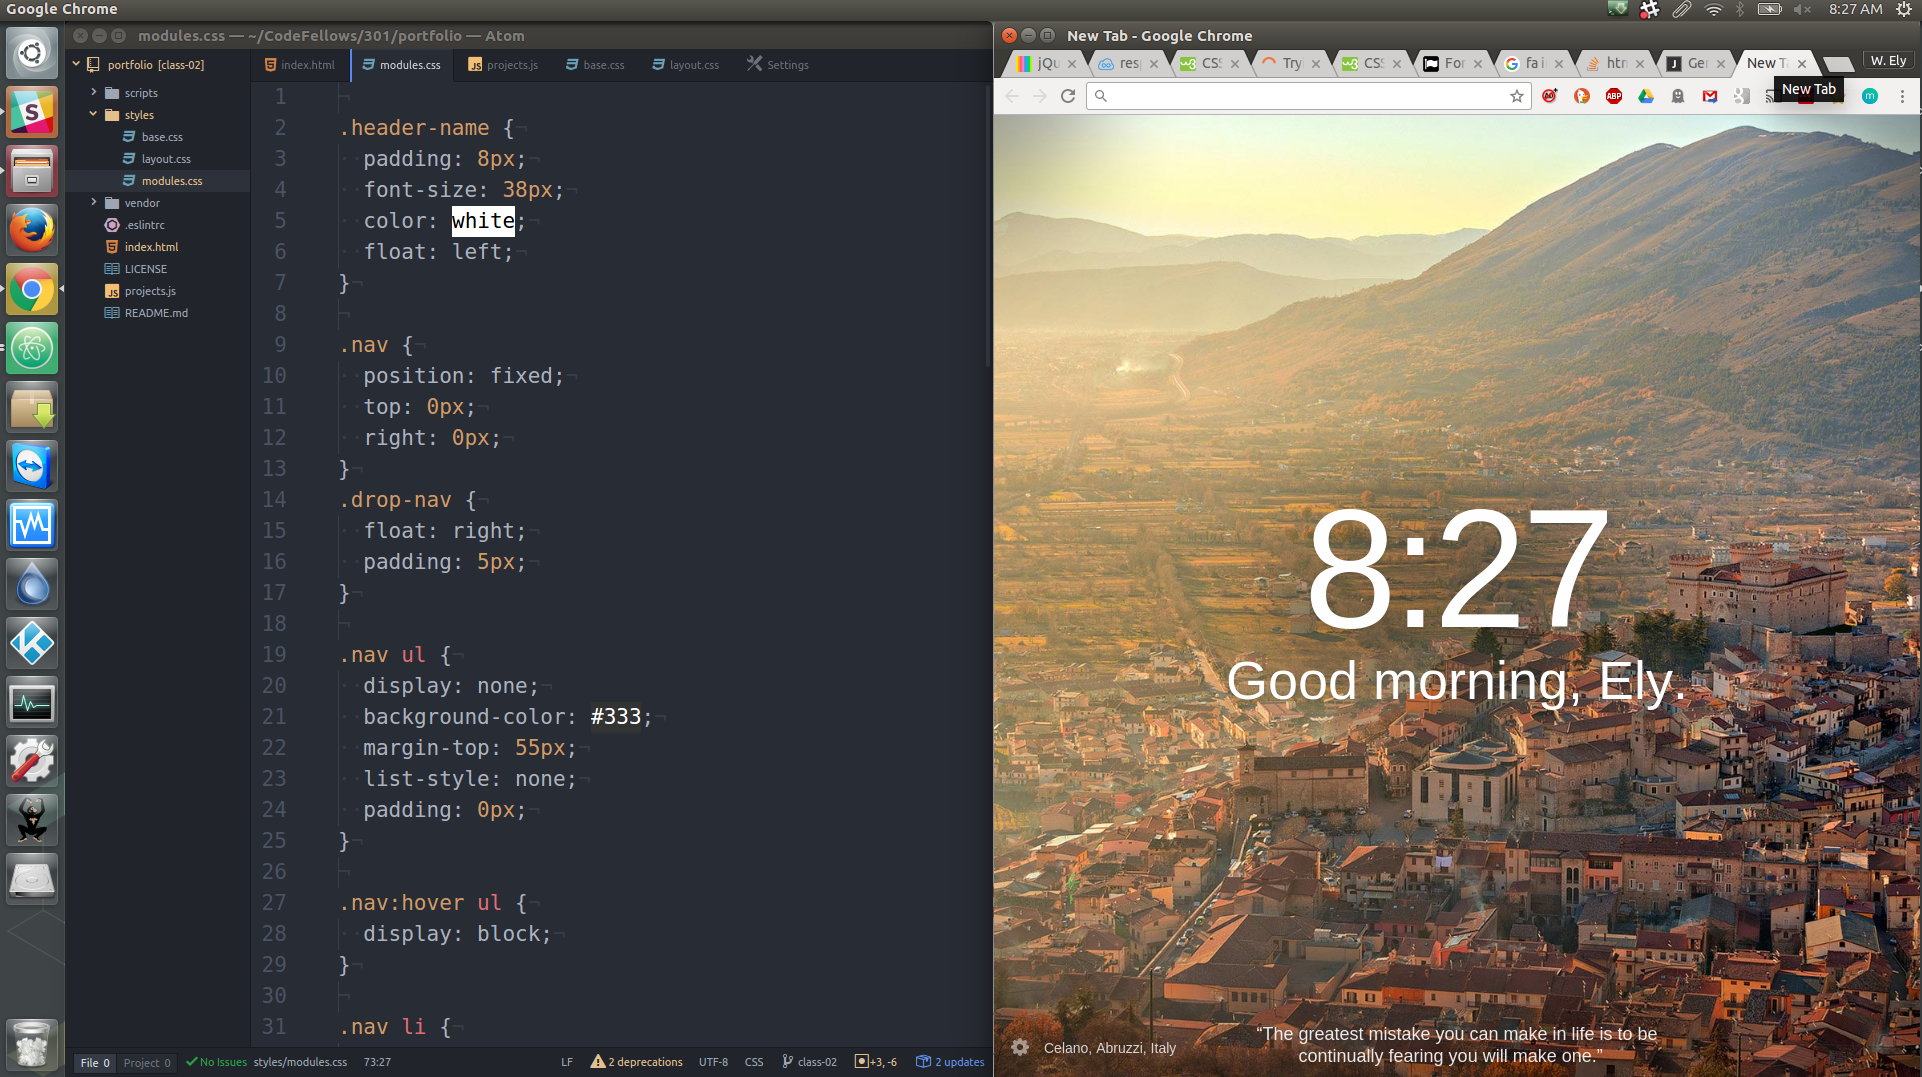 Google Chrome
8:27 AM
modules.css — ~/CodeFellows/301/portfolio — Atom
portfolio [class-02]
scripts
styles
base.css
layout.css
modules.css
vendor
.eslintrc
index.html
LICENSE
projects.js
README.md
index.html
modules.css
projects.js
base.css
layout.css
Settings
1
2 .header-name {
3 padding: 8px;
4 font-size: 38px;
5 color: white;
6 float: left;
7 }
8
9 .nav {
10 position: fixed;
11 top: 0px;
12 right: 0px;
13 }
14 .drop-nav {
15 float: right;
16 padding: 5px;
17 }
18
19 .nav ul {
20 display: none;
21 background-color: #333;
22 margin-top: 55px;
23 list-style: none;
24 padding: 0px;
25 }
26
27 .nav:hover ul {
28 display: block;
29 }
30
31 .nav li {
File 0
Project 0
No Issues
styles/modules.css
73:27
LF
2 deprecations
UTF-8
CSS
class-02
+3, -6
2 updates
New Tab - Google Chrome
jQu
res
CSS
Try
CSS
For
fa i
htm
Ger
New T
W. Ely
New Tab
ABP
m
8:27
Good morning, Ely.
Celano, Abruzzi, Italy
“The greatest mistake you can make in life is to be
continually fearing you will make one.”